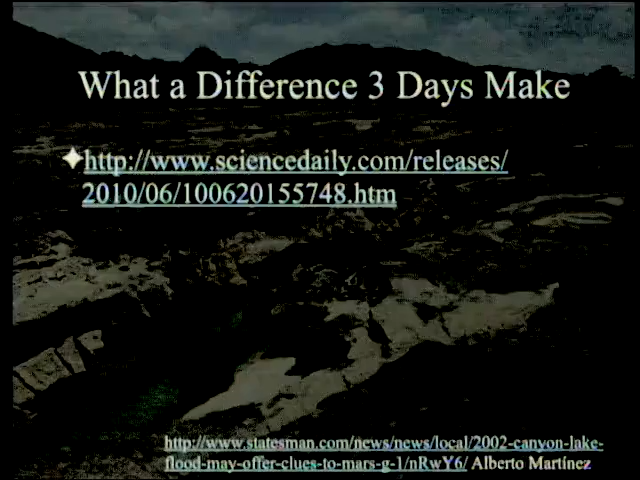 What a Difference 3 Days Make
http://www.sciencedaily.com/releases/
2010/06/100620155748.htm
http://www.statesman.com/news/news/local/2002-canyon-lake-
flood-may-offer-clues-to-mars-g-1/nRwY6/ Alberto Martínez